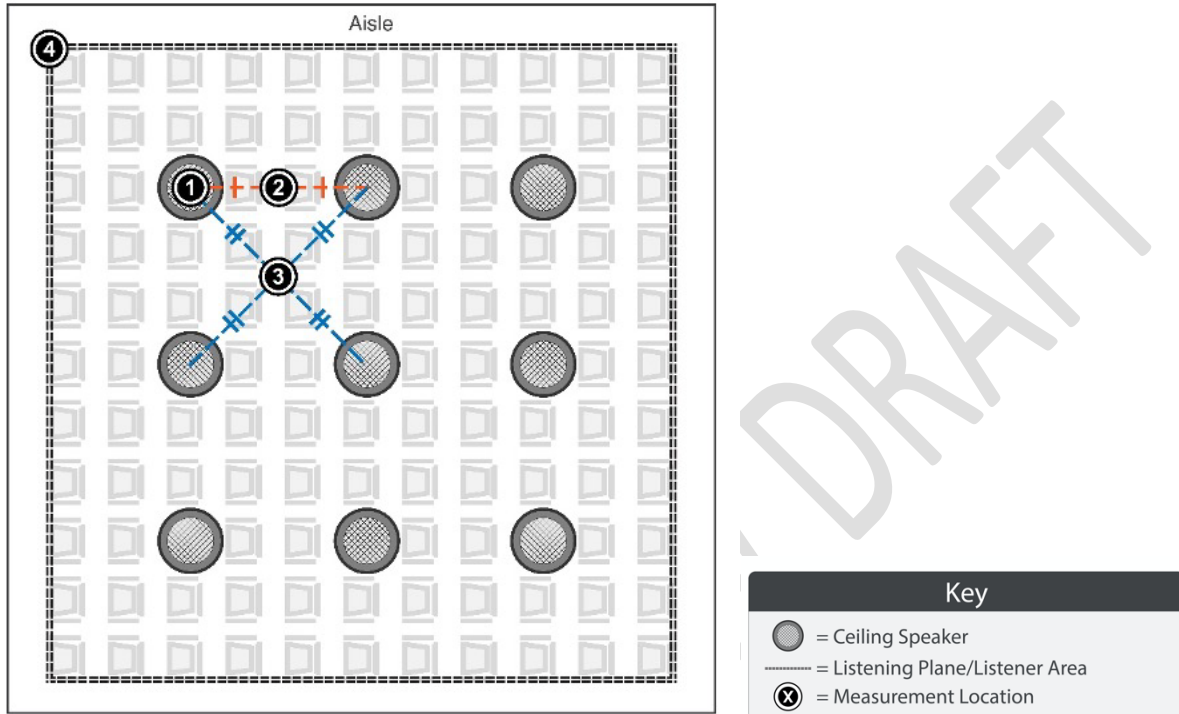 Aisle
4
1
2
3
DRAFT
Key
= Ceiling Speaker
= Listening Plane/Listener Area
X = Measurement Location